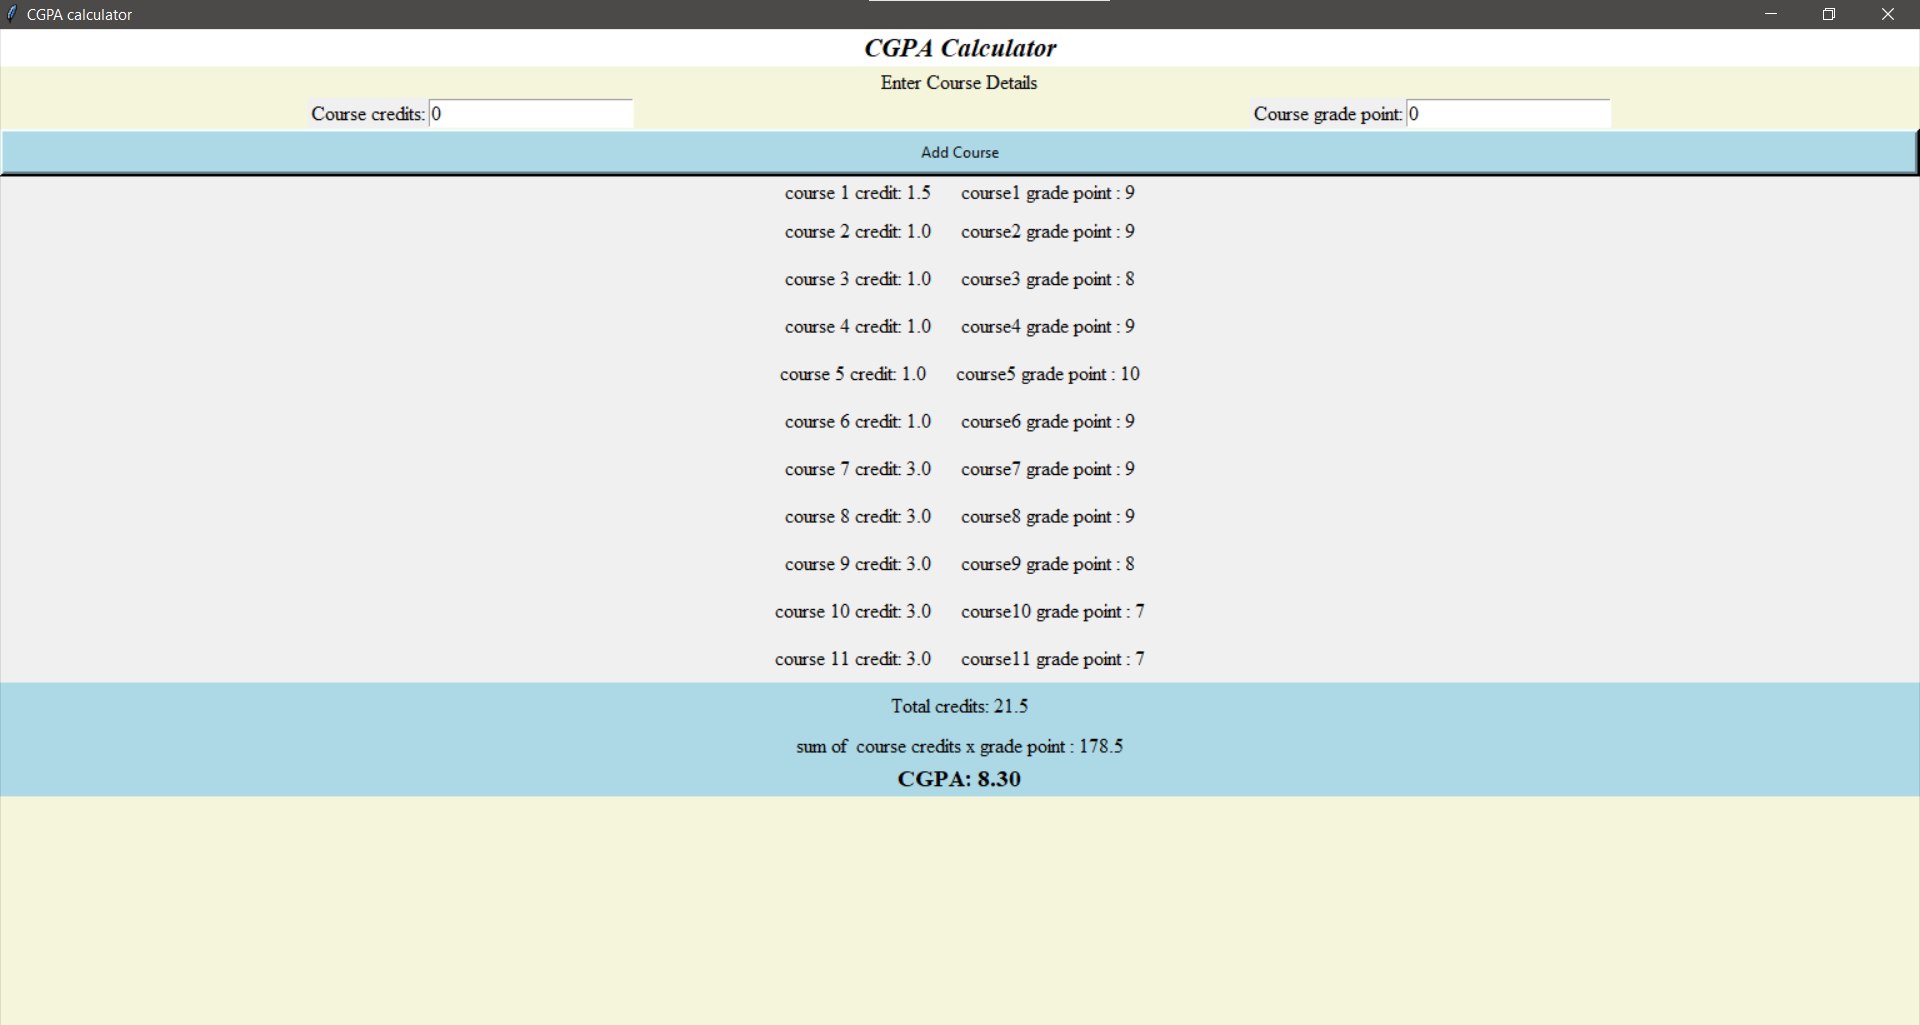 CGPA calculator
CGPA Calculator
Enter Course Details
Course credits: 0 Course grade point: 0
Add Course
course 1 credit: 1.5 course1 grade point : 9
course 2 credit: 1.0 course2 grade point : 9
course 3 credit: 1.0 course3 grade point : 8
course 4 credit: 1.0 course4 grade point : 9
course 5 credit: 1.0 course5 grade point : 10
course 6 credit: 1.0 course6 grade point : 9
course 7 credit: 3.0 course7 grade point : 9
course 8 credit: 3.0 course8 grade point : 9
course 9 credit: 3.0 course9 grade point : 8
course 10 credit: 3.0 course10 grade point : 7
course 11 credit: 3.0 course11 grade point : 7
Total credits: 21.5
sum of  course credits x grade point : 178.5
CGPA: 8.30